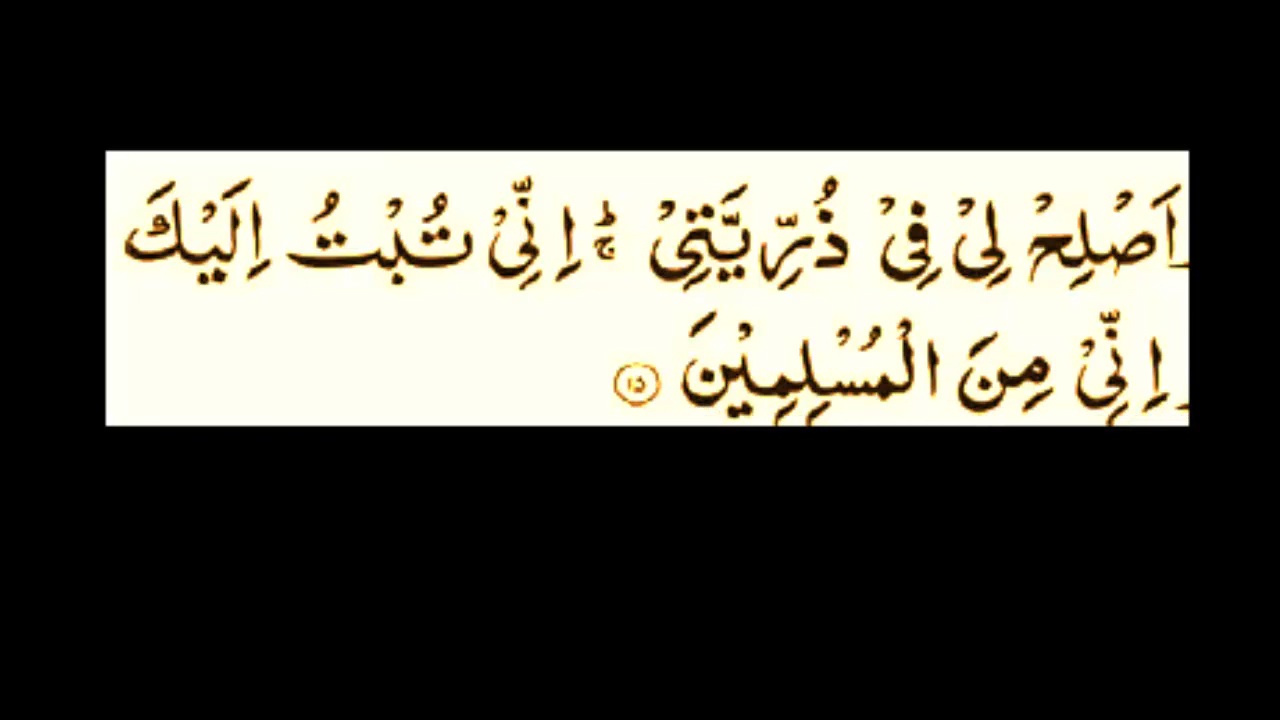 اَصْلِحْ لِىْ فِىْ ذُرِّيَّتِىْ ۚؕ اِنِّىْ تُبْتُ اِلَيْكَ
اِنِّىْ مِنَ الْمُسْلِمِيْنَ ۝۱۵